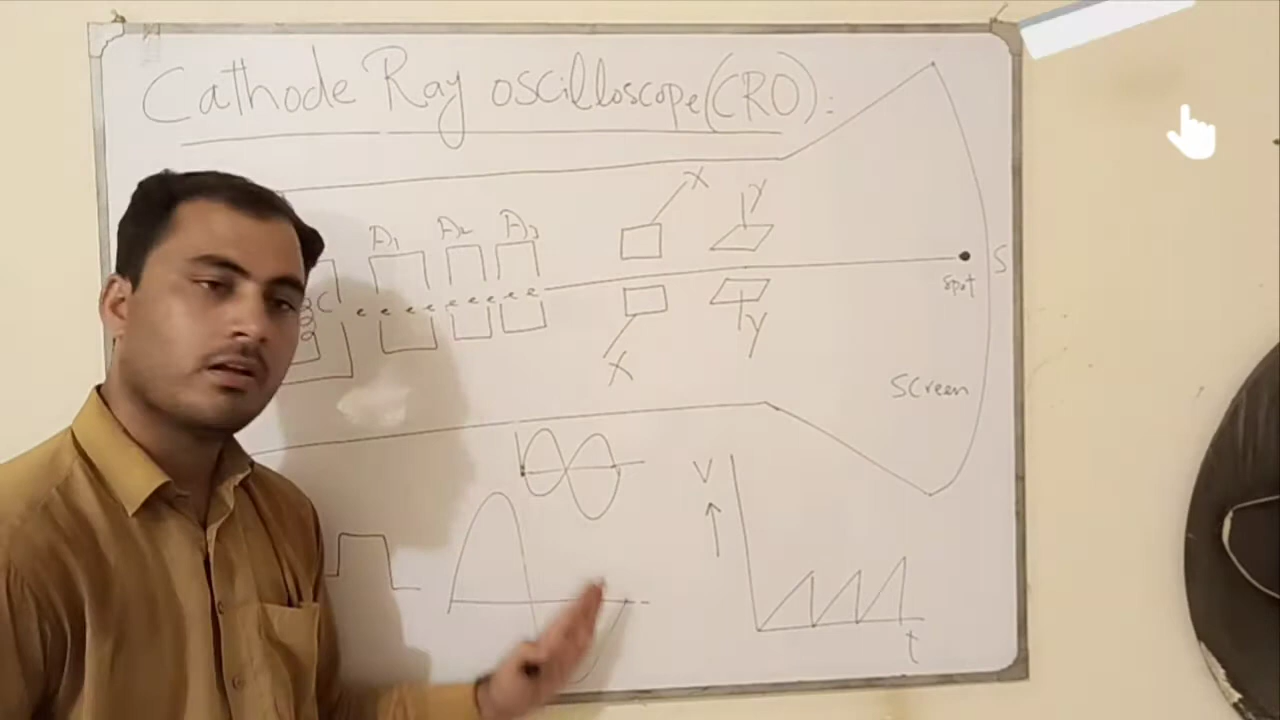 Cathode Ray oscilloscope(CRO):
X Y
A1 A2 A3
S
C e e e e e e e e
spot
X Y
Screen
V
t